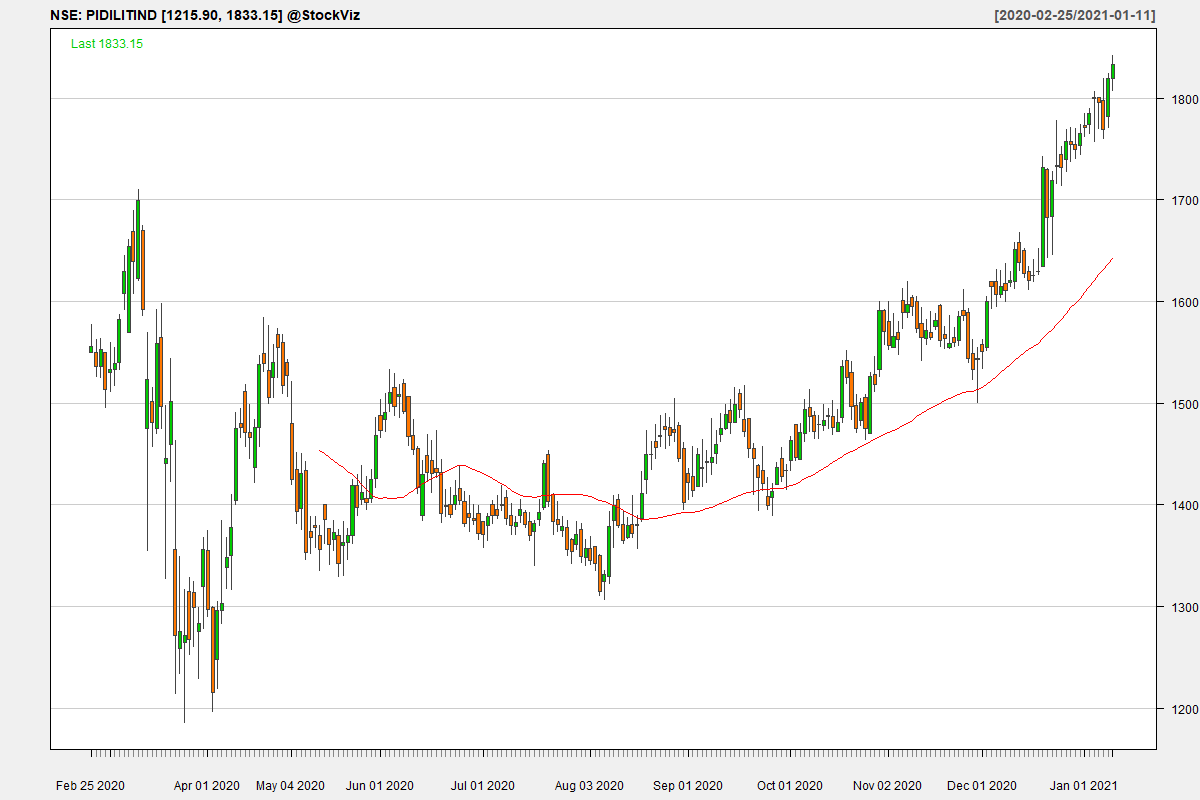 NSE: PIDILITIND [1215.90, 1833.15] @StockViz [2020-02-25/2021-01-11]
Last 1833.15
1800
1700
1600
1500
1400
1300
1200
Feb 25 2020 Apr 01 2020 May 04 2020 Jun 01 2020 Jul 01 2020 Aug 03 2020 Sep 01 2020 Oct 01 2020 Nov 02 2020 Dec 01 2020 Jan 01 2021